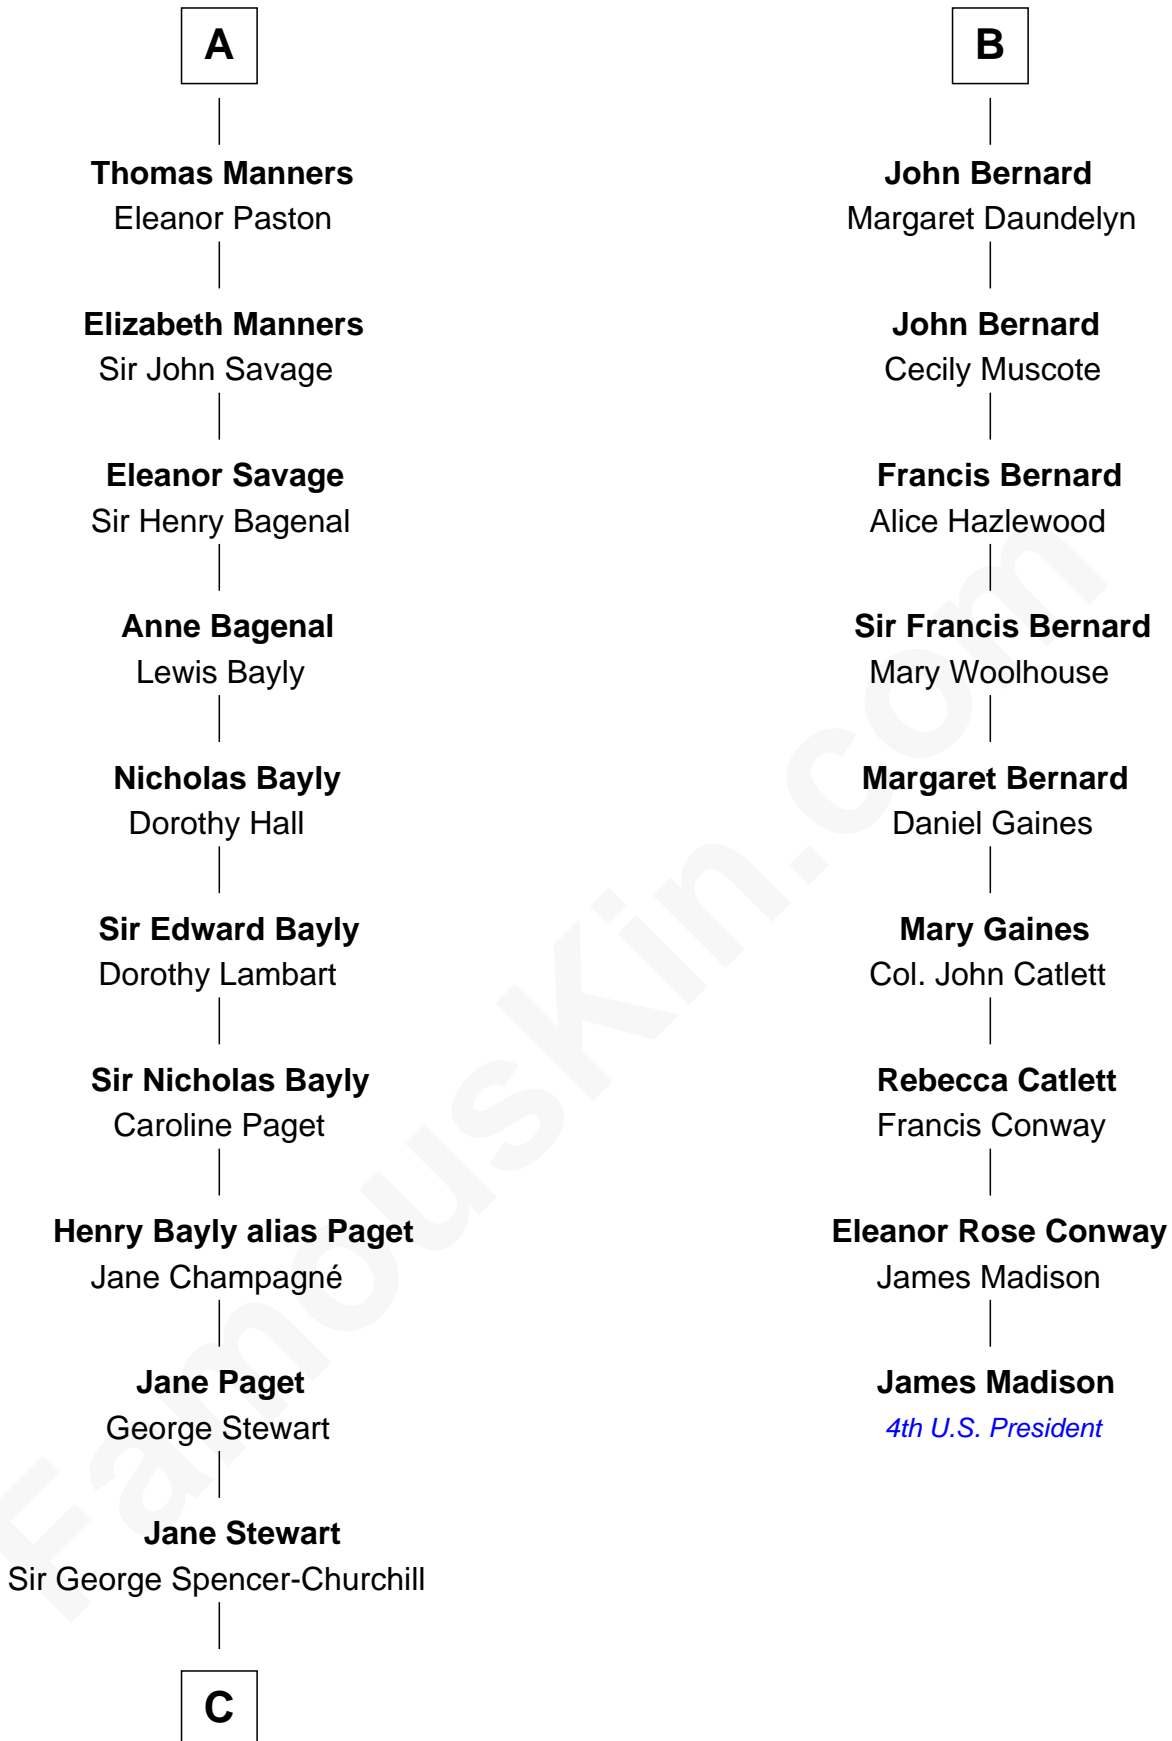 A
Thomas Manners
Eleanor Paston
Elizabeth Manners
Sir John Savage
Eleanor Savage
Sir Henry Bagenal
Anne Bagenal
Lewis Bayly
Nicholas Bayly
Dorothy Hall
Sir Edward Bayly
Dorothy Lambart
Sir Nicholas Bayly
Caroline Paget
Henry Bayly alias Paget
Jane Champagné
Jane Paget
George Stewart
Jane Stewart
Sir George Spencer-Churchill
C
B
John Bernard
Margaret Daundelyn
John Bernard
Cecily Muscote
Francis Bernard
Alice Hazlewood
Sir Francis Bernard
Mary Woolhouse
Margaret Bernard
Daniel Gaines
Mary Gaines
Col. John Catlett
Rebecca Catlett
Francis Conway
Eleanor Rose Conway
James Madison
James Madison
4th U.S. President
FamousKin.com